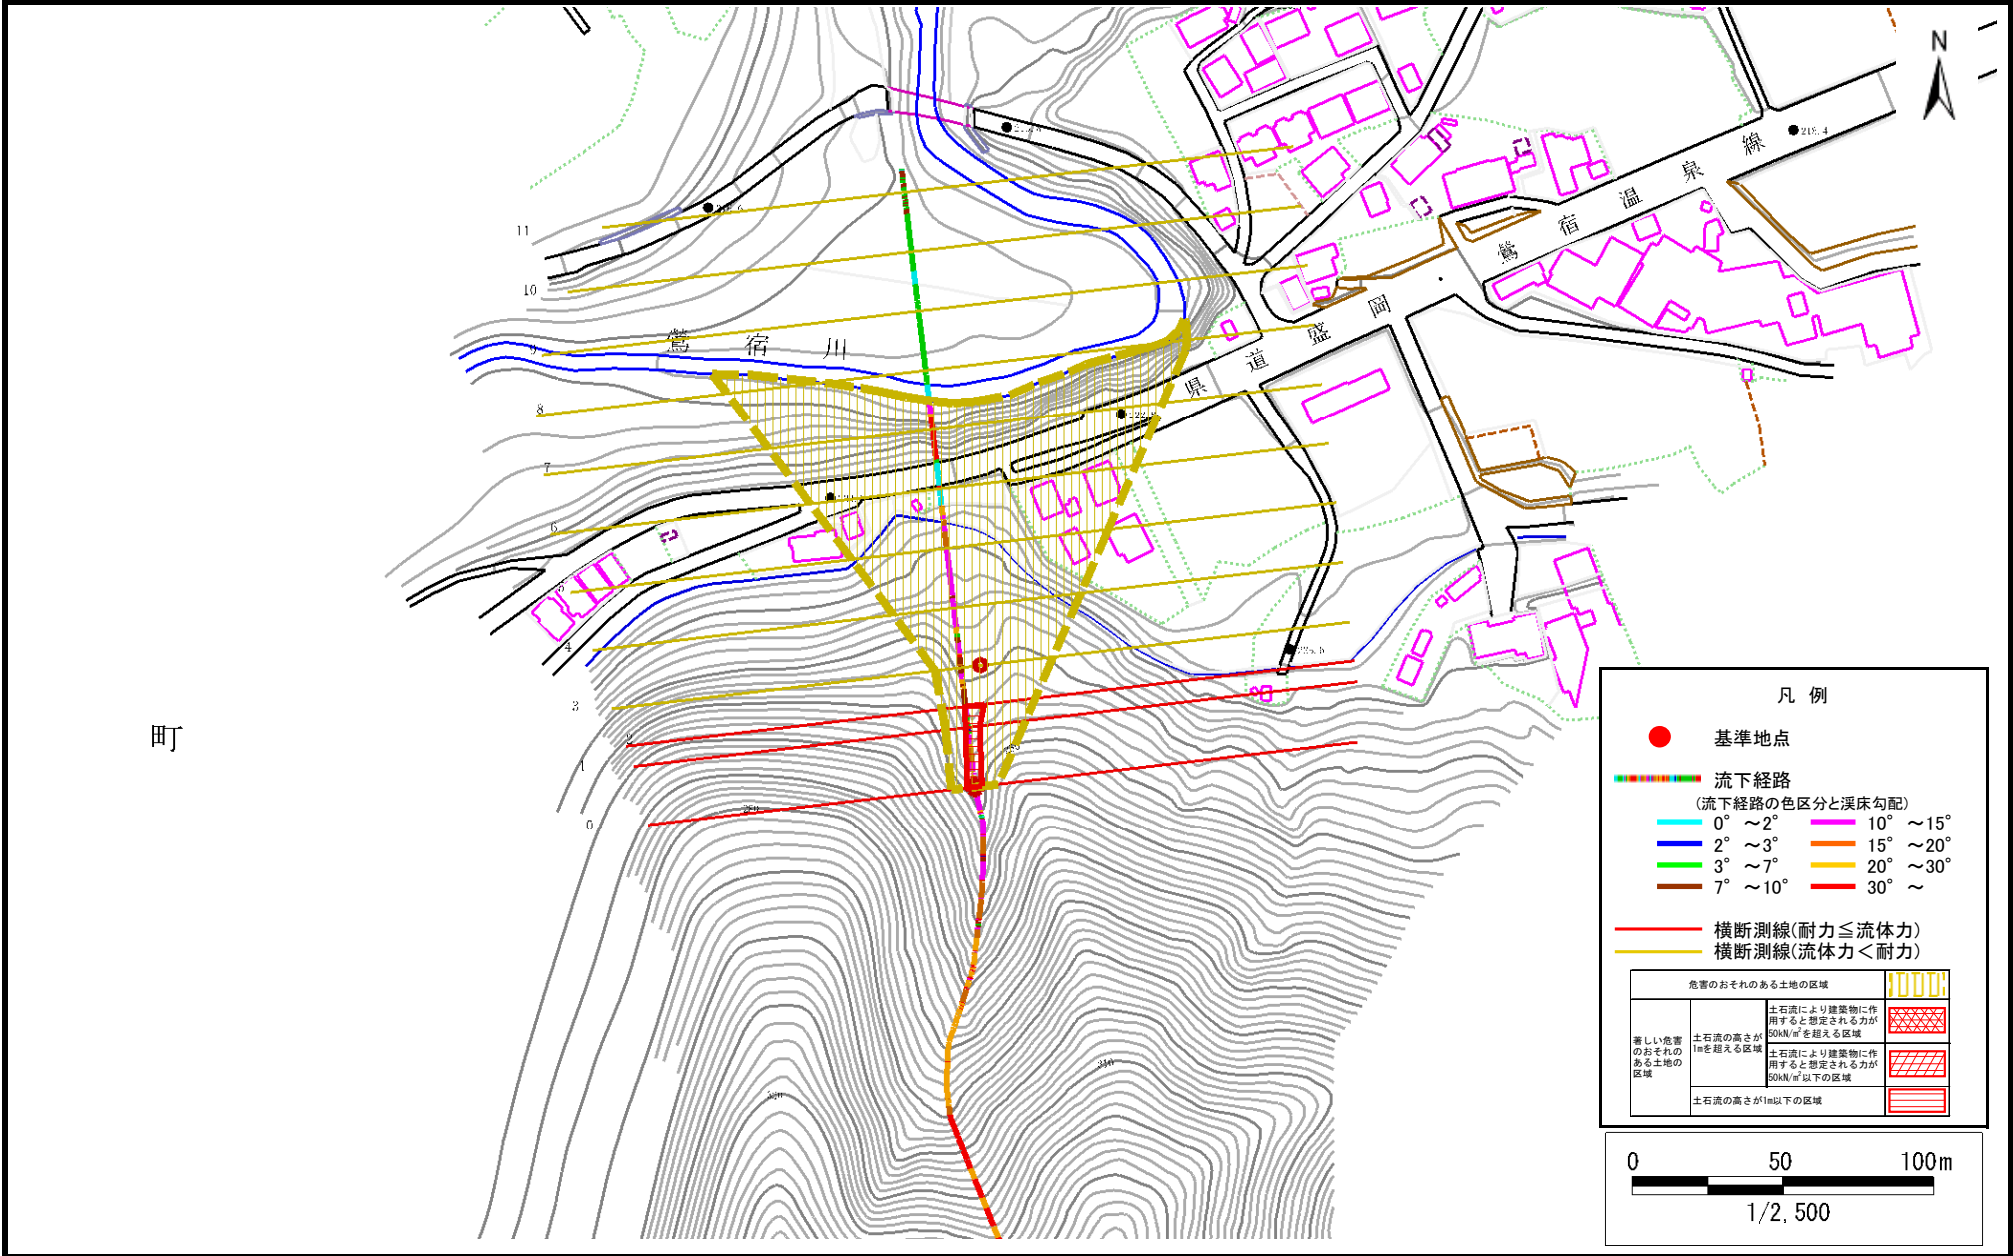 N
11
10
9
8
7
6
5
4
3
2
1
0
鶯宿川
県道盛岡鶯宿温泉線
町
310
凡 例
基準地点
流下経路
(流下経路の色区分と渓床勾配)
0° ～2° 10° ～15°
2° ～3° 15° ～20°
3° ～7° 20° ～30°
7° ～10° 30° ～
横断測線(耐力≦流体力)
横断測線(流体力＜耐力)
危害のおそれのある土地の区域
著しい危害
のおそれの
ある土地の
区域
土石流の高さが
1mを超える区域
土石流により建築物に作
用すると想定される力が
50kN/㎡を超える区域
土石流により建築物に作
用すると想定される力が
50kN/㎡以下の区域
土石流の高さが1m以下の区域
0 50 100m
1/2,500